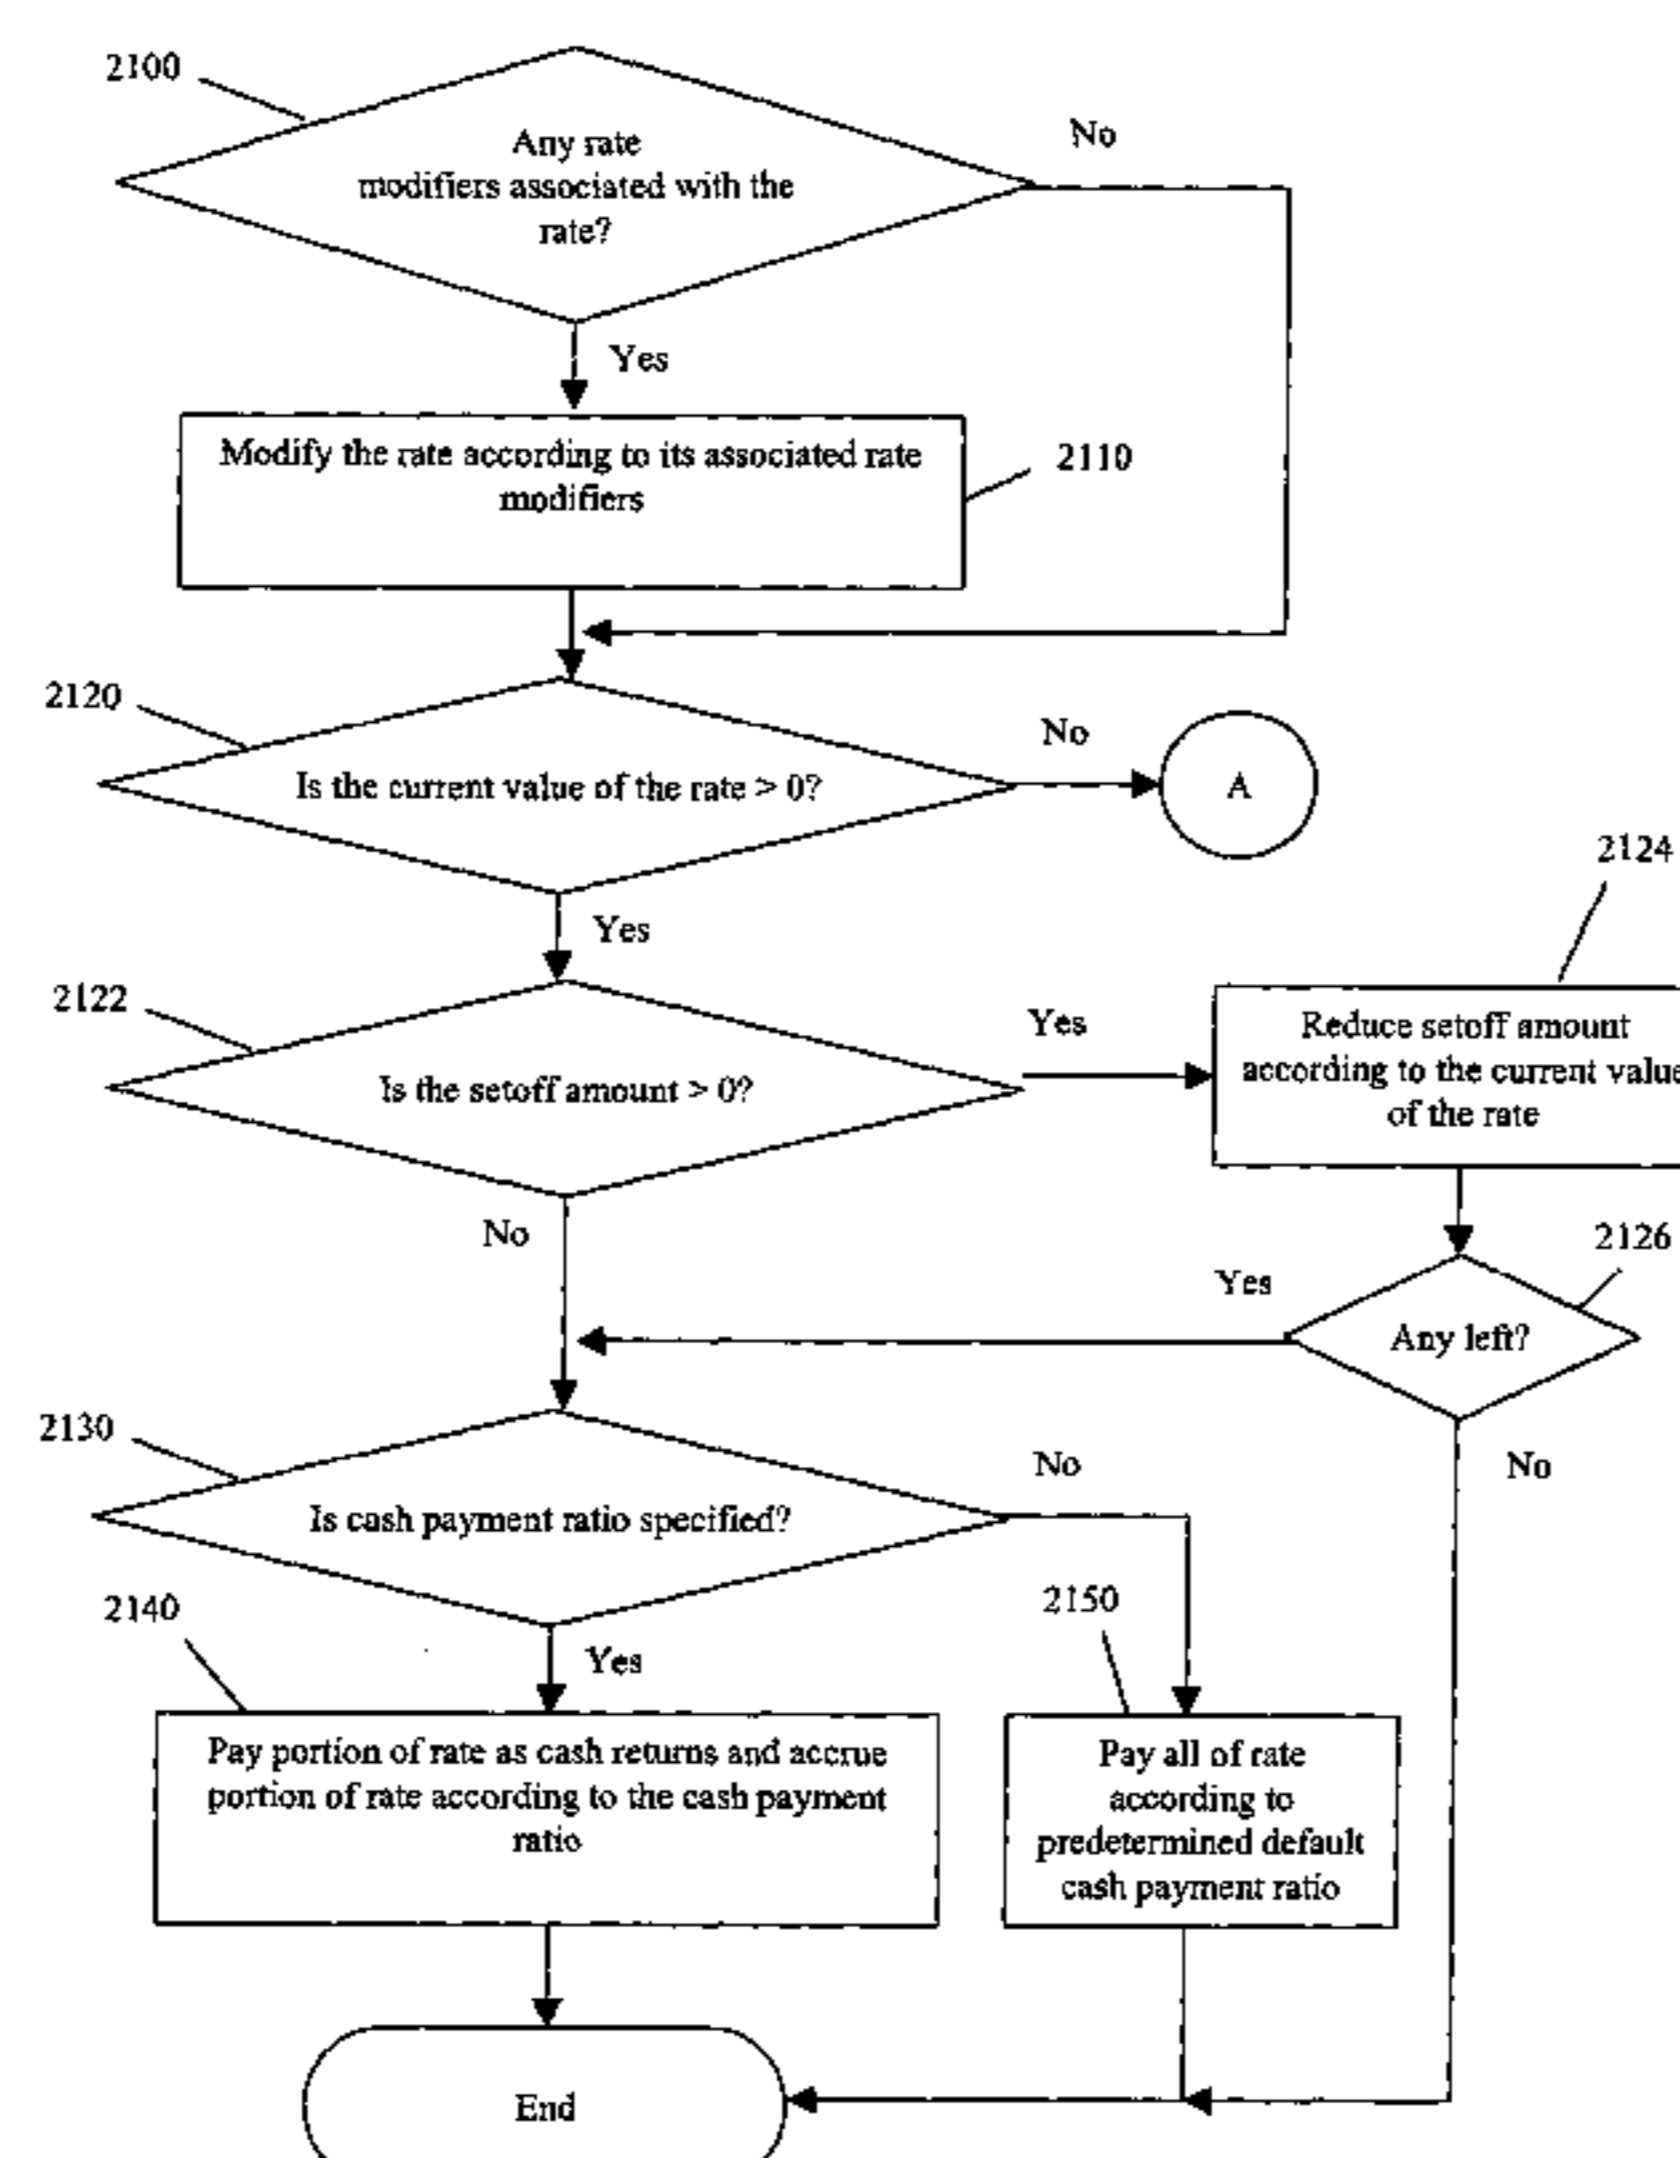 2100
No
Any rate
modifiers associated with the
rate?
Yes
Modify the rate according to its associated rate
modifiers
2110
2120
No
Is the current value of the rate > 0?
A
2124
Yes
2122
Yes
Reduce setoff amount
according to the current value
of the rate
Is the setoff amount > 0?
No
2126
Yes
Any left?
2130
No
No
Is cash payment ratio specified?
2140
2150
Yes
Pay portion of rate as cash returns and accrue
portion of rate according to the cash payment
ratio
Pay all of rate
according to
predetermined default
cash payment ratio
End